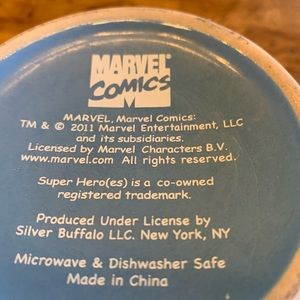 MARVEL
COMICS
MARVEL, Marvel Comics:
TM & © 2011 Marvel Entertainment, LLC
and its subsidiaries.
Licensed by Marvel Characters B.V.
www.marvel.com All rights reserved.
Super Hero(es) is a co-owned
registered trademark.
Produced Under License by
Silver Buffalo LLC. New York, NY
Microwave & Dishwasher Safe
Made in China